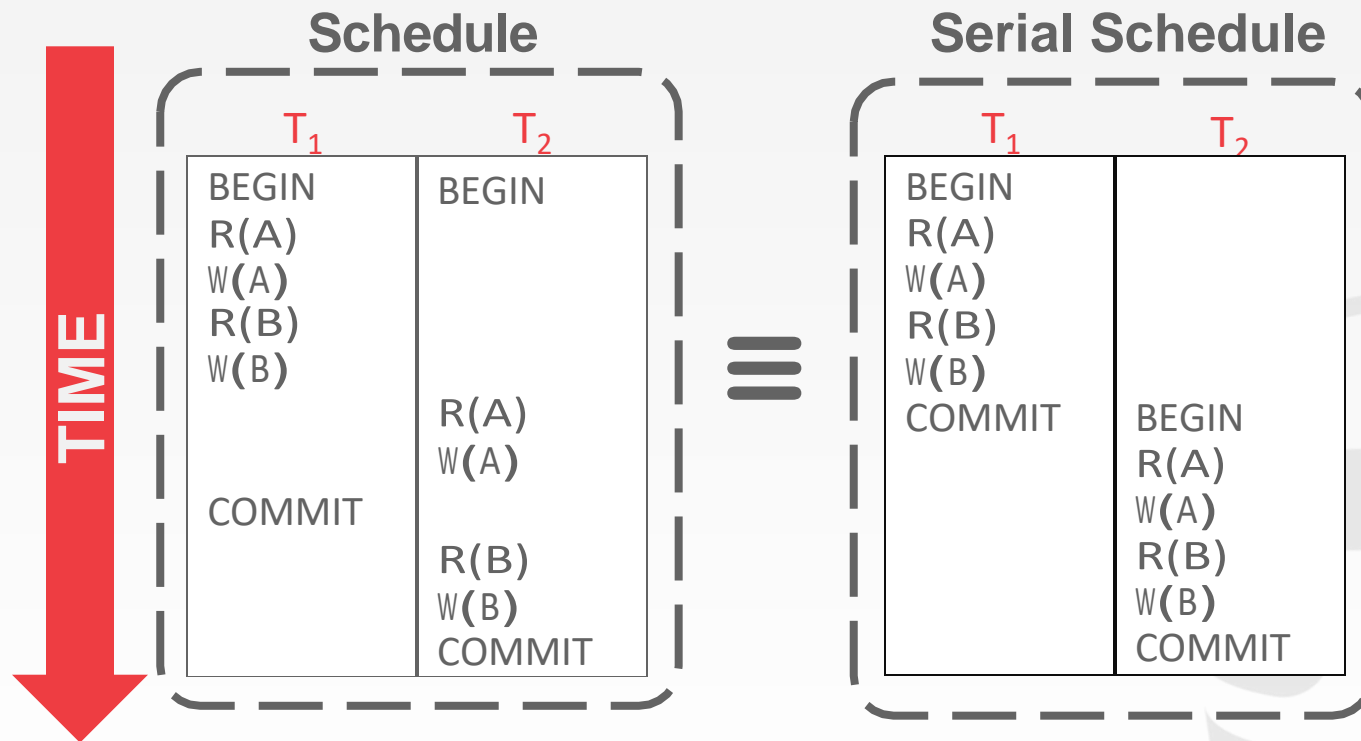 Schedule
Serial Schedule
TIME
T1 T2
BEGIN BEGIN
R(A)
W(A)
R(B)
W(B)
R(A)
W(A)
COMMIT
R(B)
W(B)
COMMIT
≡
T1 T2
BEGIN
R(A)
W(A)
R(B)
W(B)
COMMIT BEGIN
R(A)
W(A)
R(B)
W(B)
COMMIT